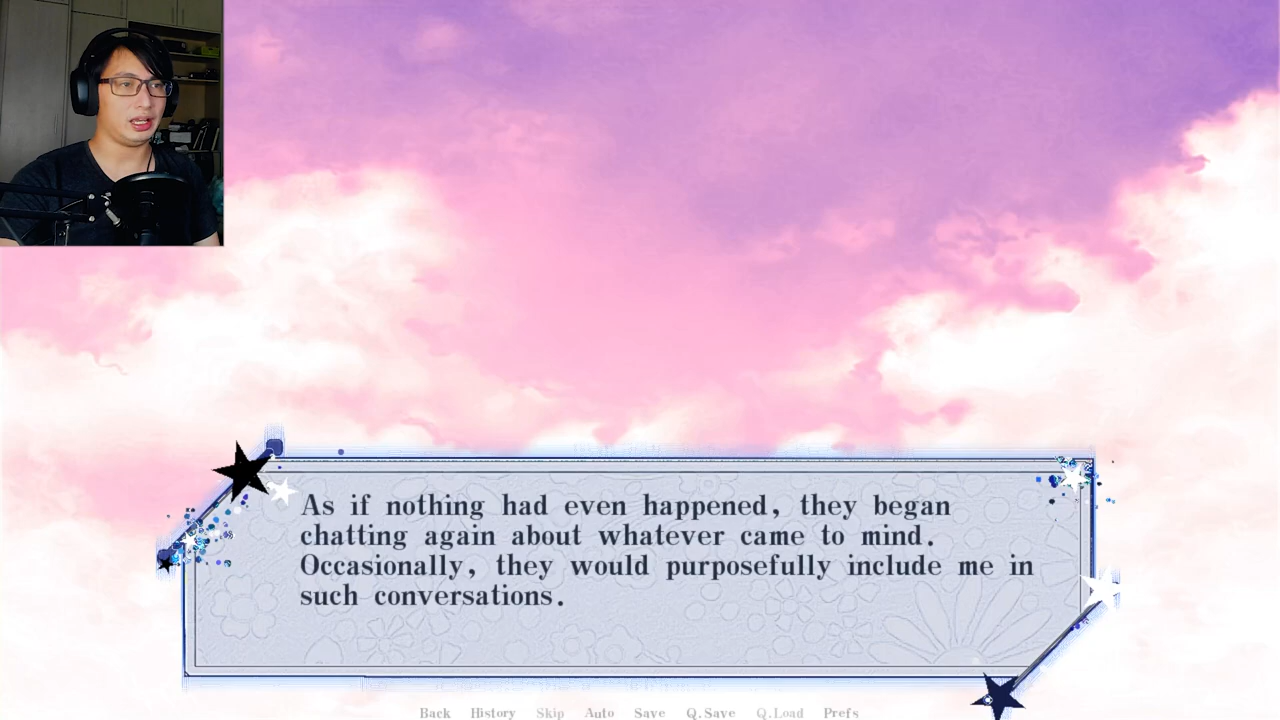 As if nothing had even happened, they began
chatting again about whatever came to mind.
Occasionally, they would purposefully include me in
such conversations.
Back History Skip Auto Save Q.Save Q.Load Prefs